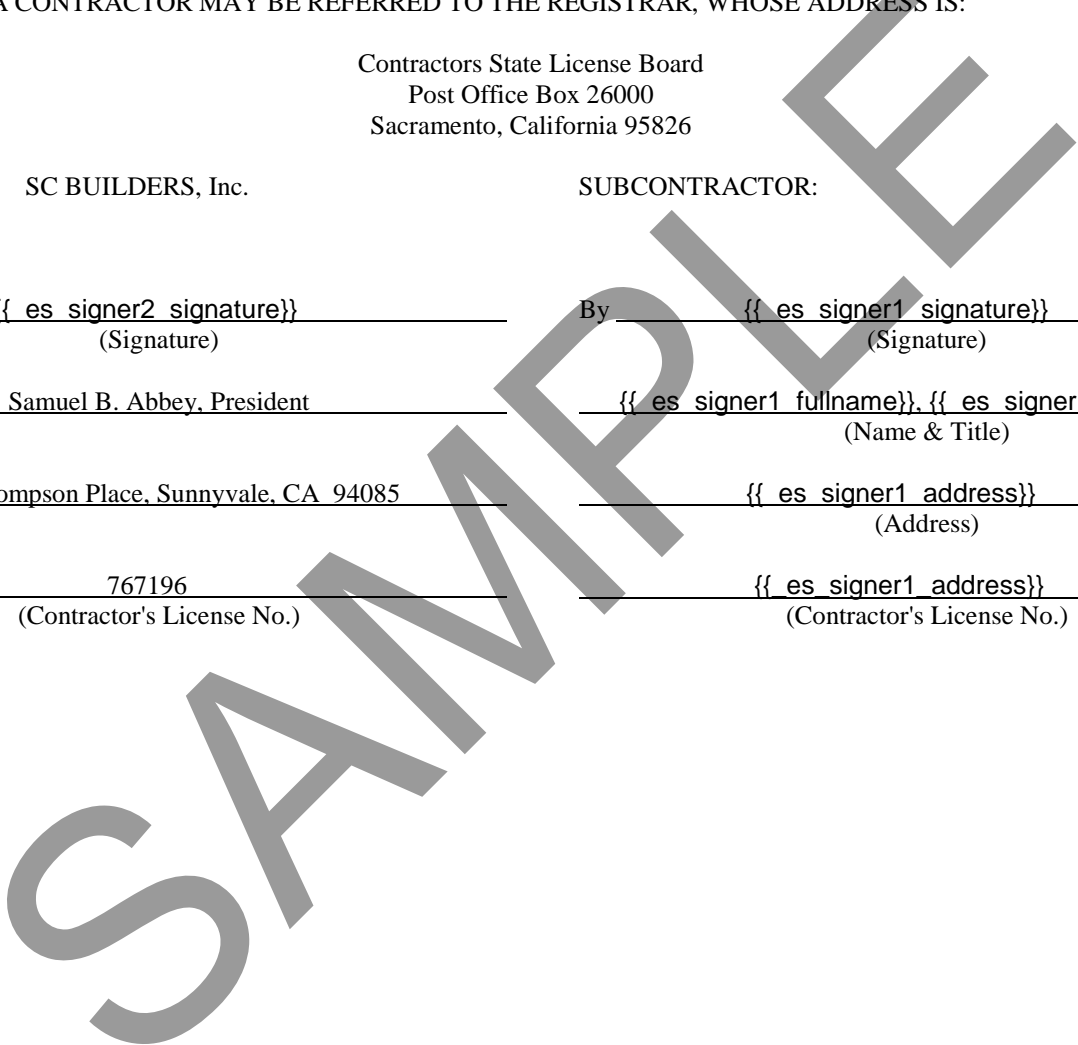 A CONTRACTOR MAY BE REFERRED TO THE REGISTRAR, WHOSE ADDRESS IS:
Contractors State License Board
Post Office Box 26000
Sacramento, California 95826
SC BUILDERS, Inc.
SUBCONTRACTOR:
{{_es_signer2_signature}}
(Signature)
By {{_es_signer1_signature}}
(Signature)
Samuel B. Abbey, President
{{_es_signer1_fullname}}, {{_es_signer
(Name & Title)
ompson Place, Sunnyvale, CA 94085
{{_es_signer1_address}}
(Address)
767196
(Contractor's License No.)
{{_es_signer1_address}}
(Contractor's License No.)
SAMPLE